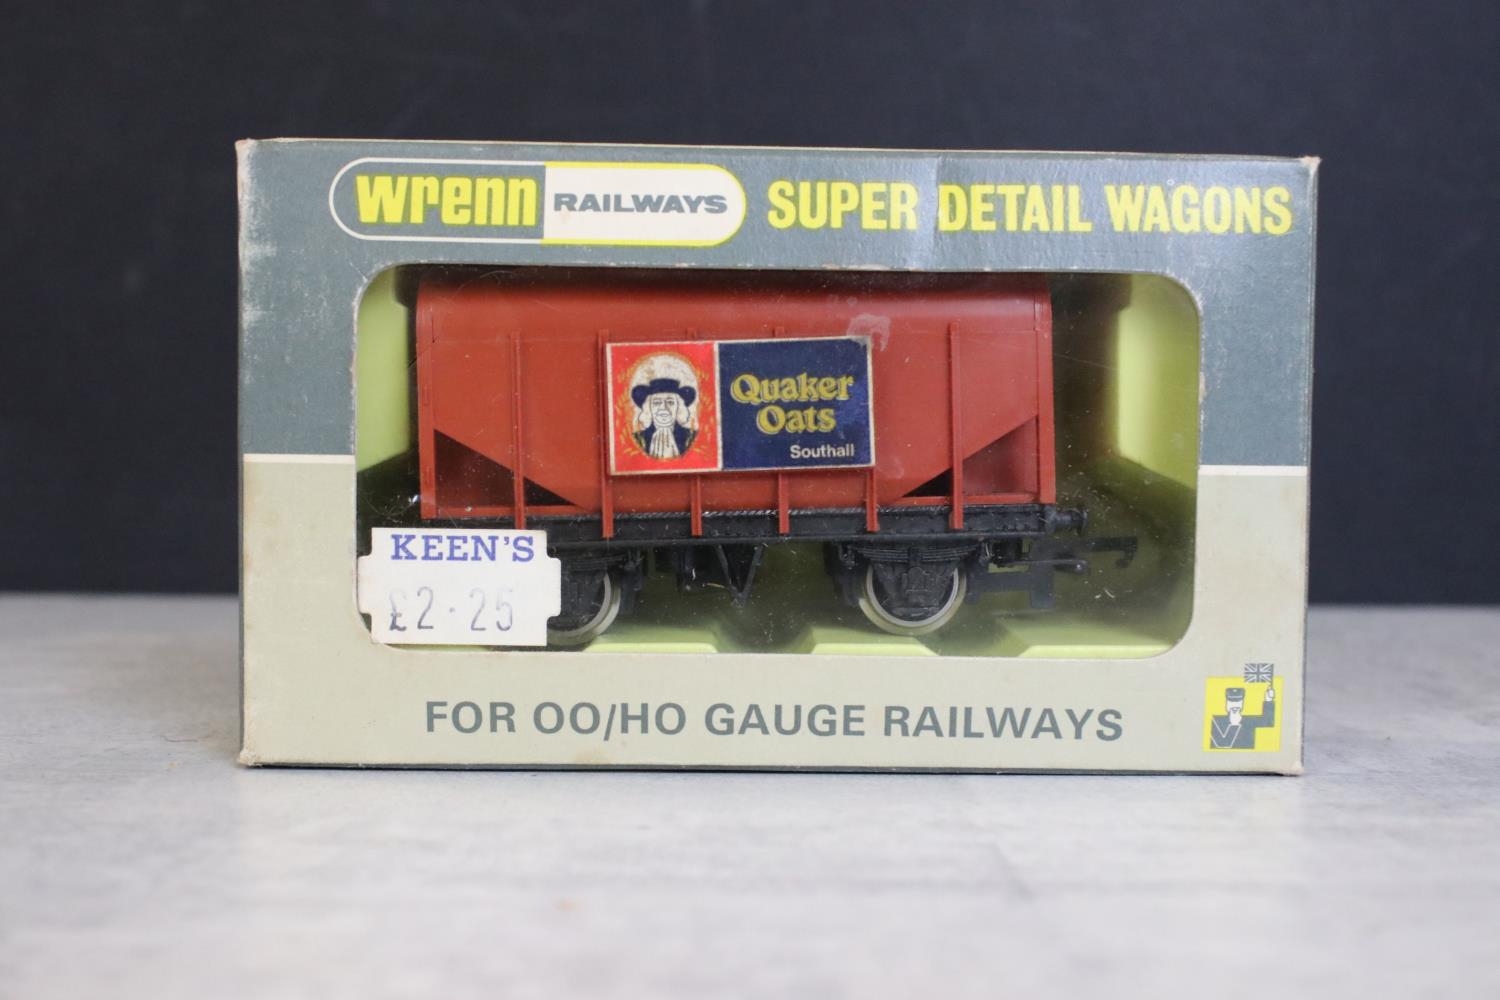 wrenn RAILWAYS SUPER DETAIL WAGONS
Quaker
Oats
Southall
KEEN'S
£2·25
FOR OO/HO GAUGE RAILWAYS